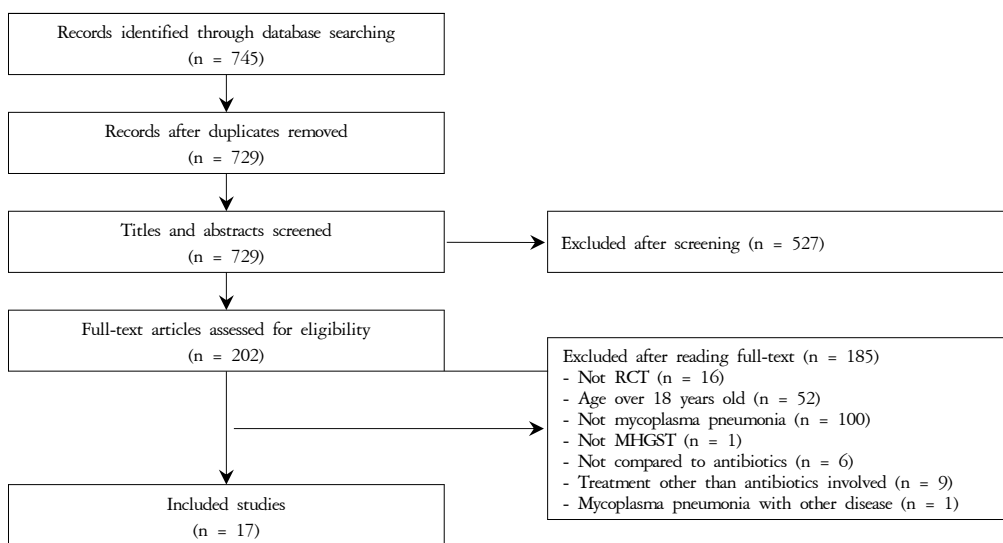 Records identified through database searching
(n = 745)
Records after duplicates removed
(n = 729)
Titles and abstracts screened
(n = 729)
Excluded after screening (n = 527)
Full-text articles assessed for eligibility
(n = 202)
Excluded after reading full-text (n = 185)
- Not RCT (n = 16)
- Age over 18 years old (n = 52)
- Not mycoplasma pneumonia (n = 100)
- Not MHGST (n = 1)
- Not compared to antibiotics (n = 6)
- Treatment other than antibiotics involved (n = 9)
- Mycoplasma pneumonia with other disease (n = 1)
Included studies
(n = 17)